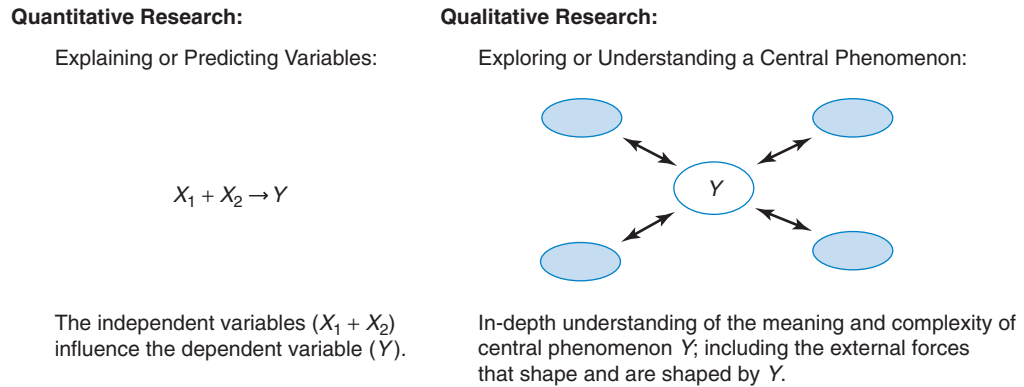 Quantitative Research:
Explaining or Predicting Variables:
X₁ + X₂ → Y
The independent variables (X₁ + X₂)
influence the dependent variable (Y).
Qualitative Research:
Exploring or Understanding a Central Phenomenon:
Y
In-depth understanding of the meaning and complexity of
central phenomenon Y; including the external forces
that shape and are shaped by Y.